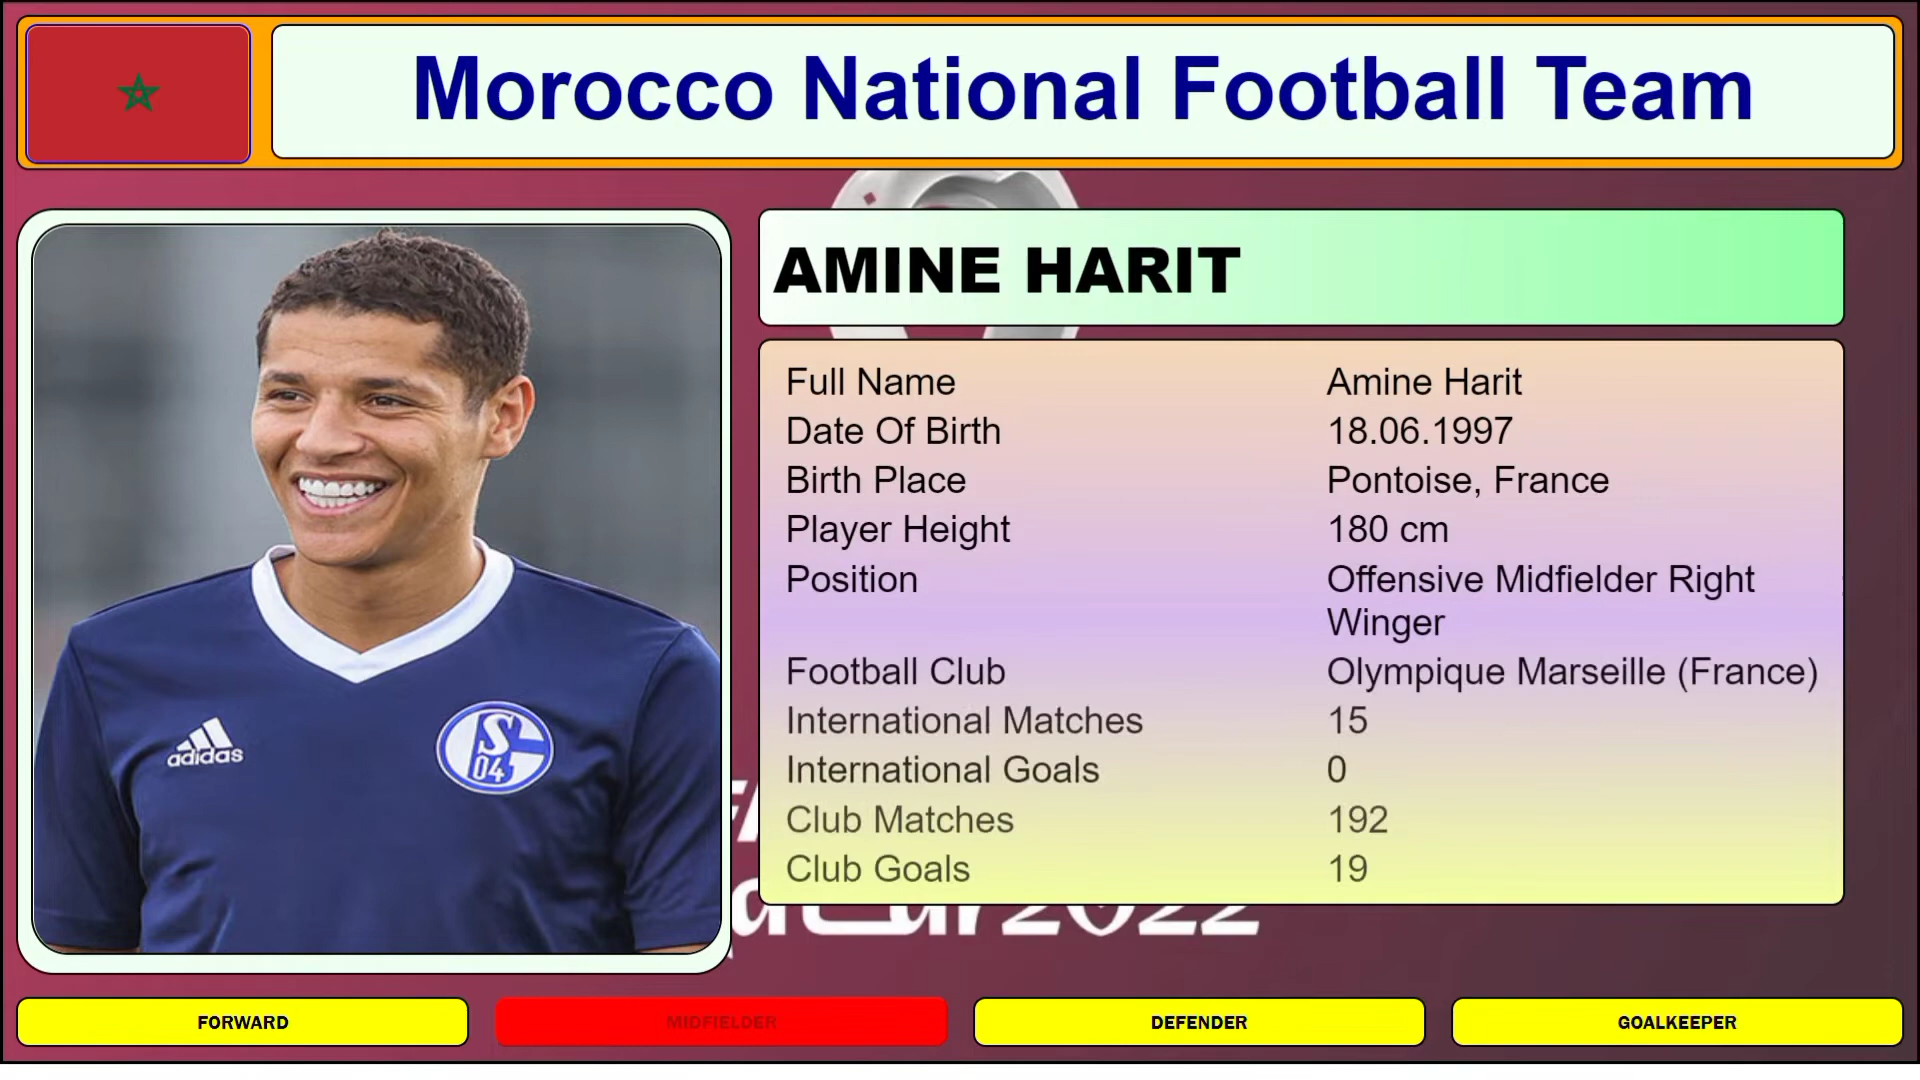 Morocco National Football Team
AMINE HARIT
Full Name Amine Harit
Date Of Birth 18.06.1997
Birth Place Pontoise, France
Player Height 180 cm
Position Offensive Midfielder Right
Winger
Football Club Olympique Marseille (France)
International Matches 15
International Goals 0
Club Matches 192
Club Goals 19
adidas
S
04
2022
FORWARD
MIDFIELDER
DEFENDER
GOALKEEPER